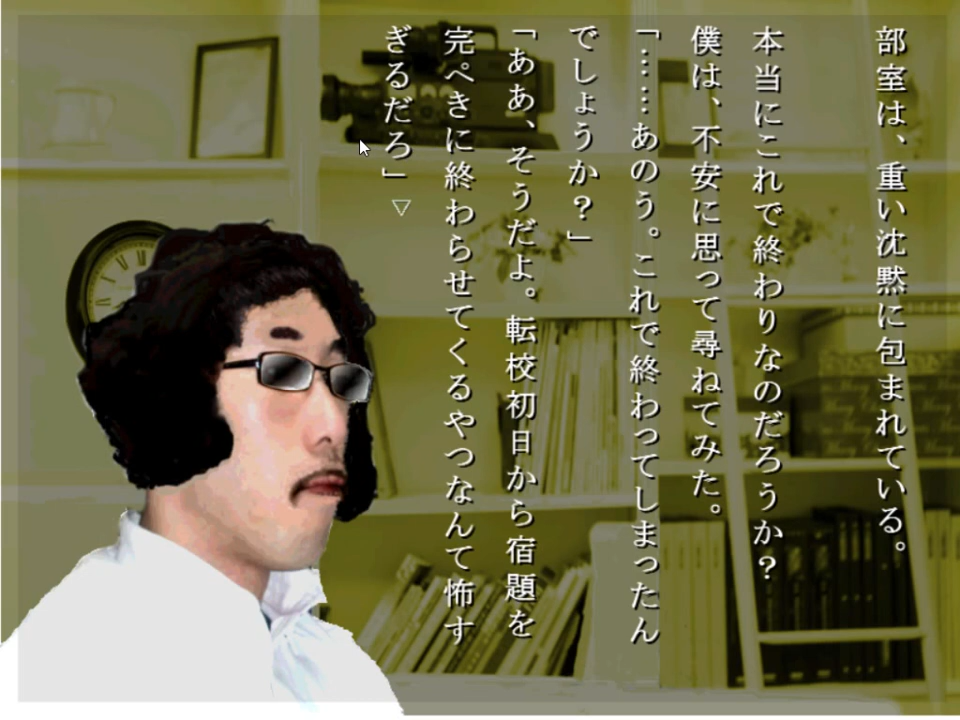 部室は、重い沈黙に包まれている。
本当にこれで終わりなのだろうか？
僕は、不安に思って尋ねてみた。
「……あのう。これで終わってしまったん
でしょうか？」
「ああ、そうだよ。転校初日から宿題を
完ぺきに終わらせてくるやつなんて怖す
ぎるだろ」▽